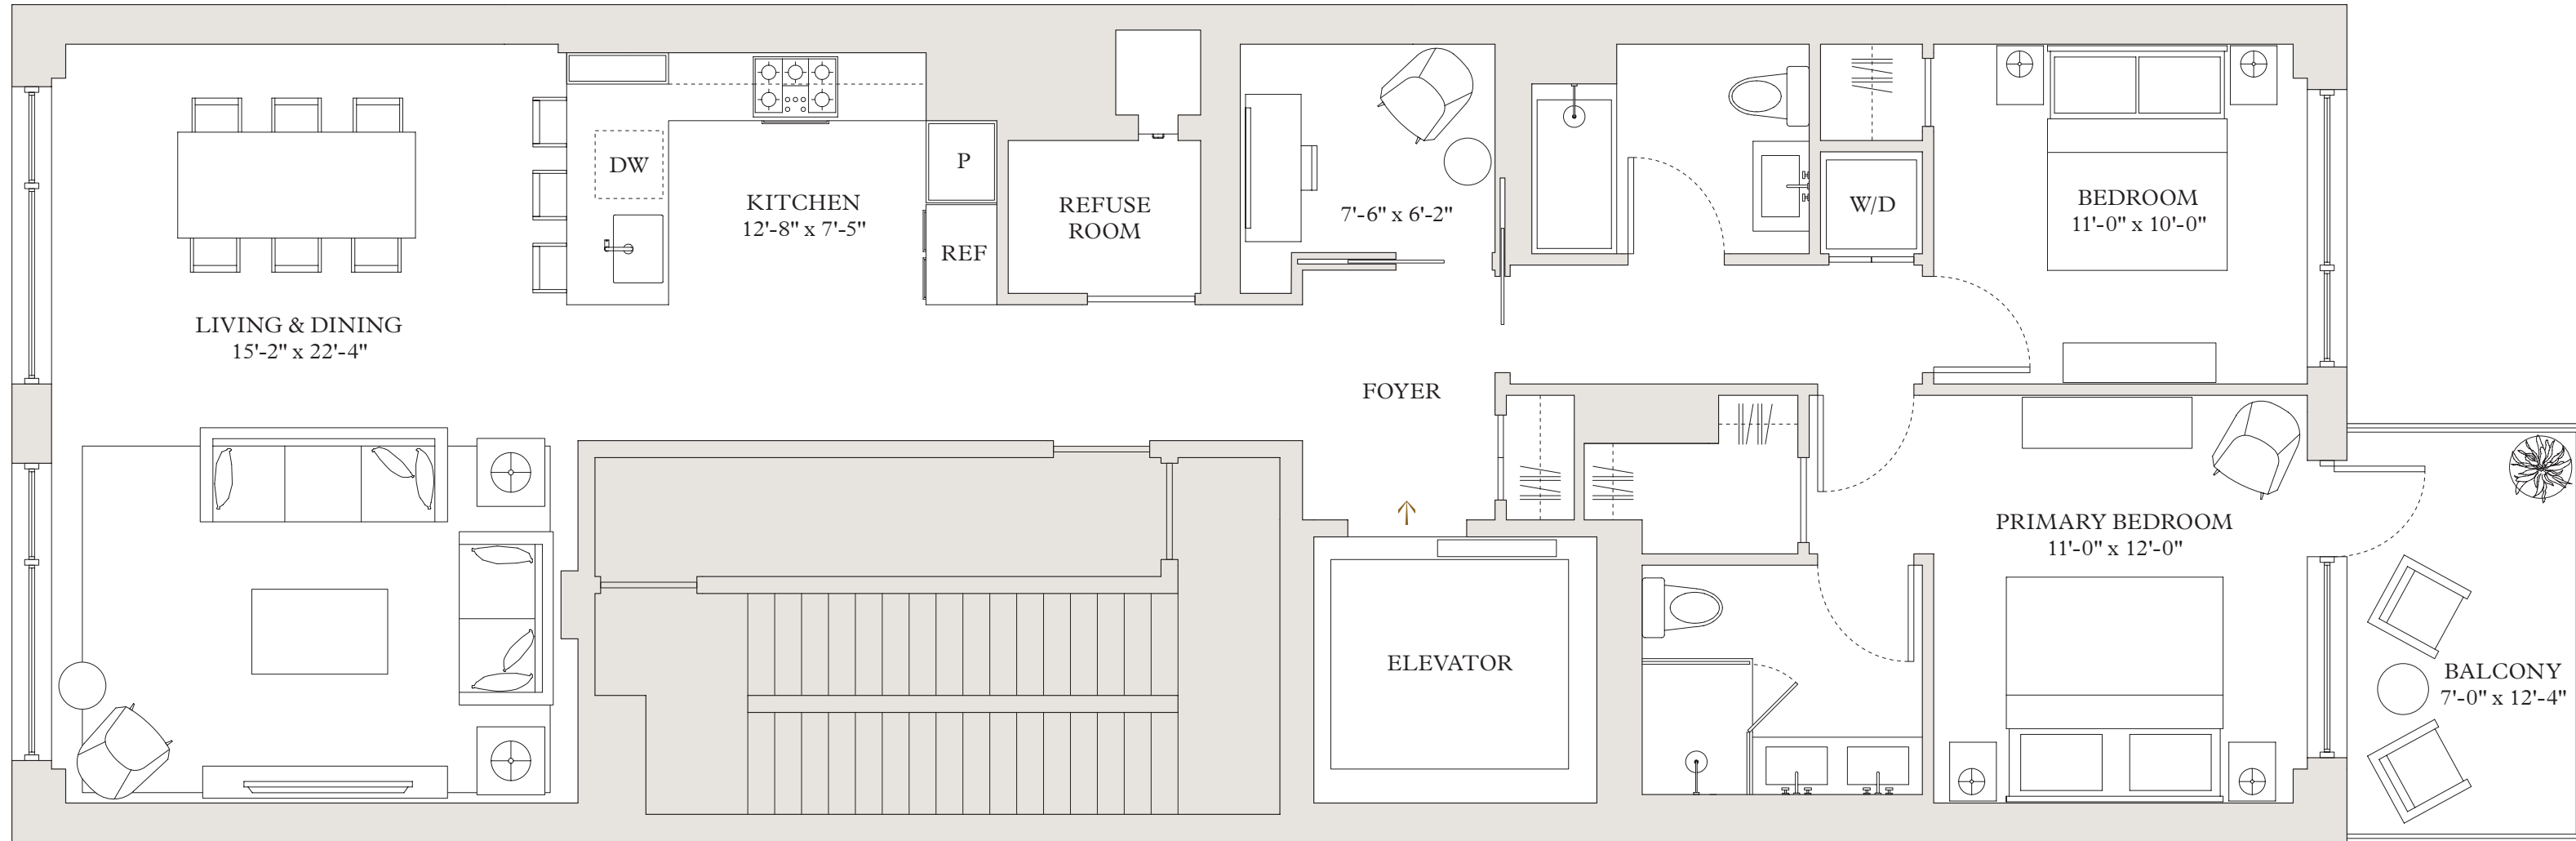 DW
KITCHEN
12'-8" x 7'-5"
P
REF
REFUSE
ROOM
7'-6" x 6'-2"
W/D
BEDROOM
11'-0" x 10'-0"
LIVING & DINING
15'-2" x 22'-4"
FOYER
PRIMARY BEDROOM
11'-0" x 12'-0"
ELEVATOR
BALCONY
7'-0" x 12'-4"